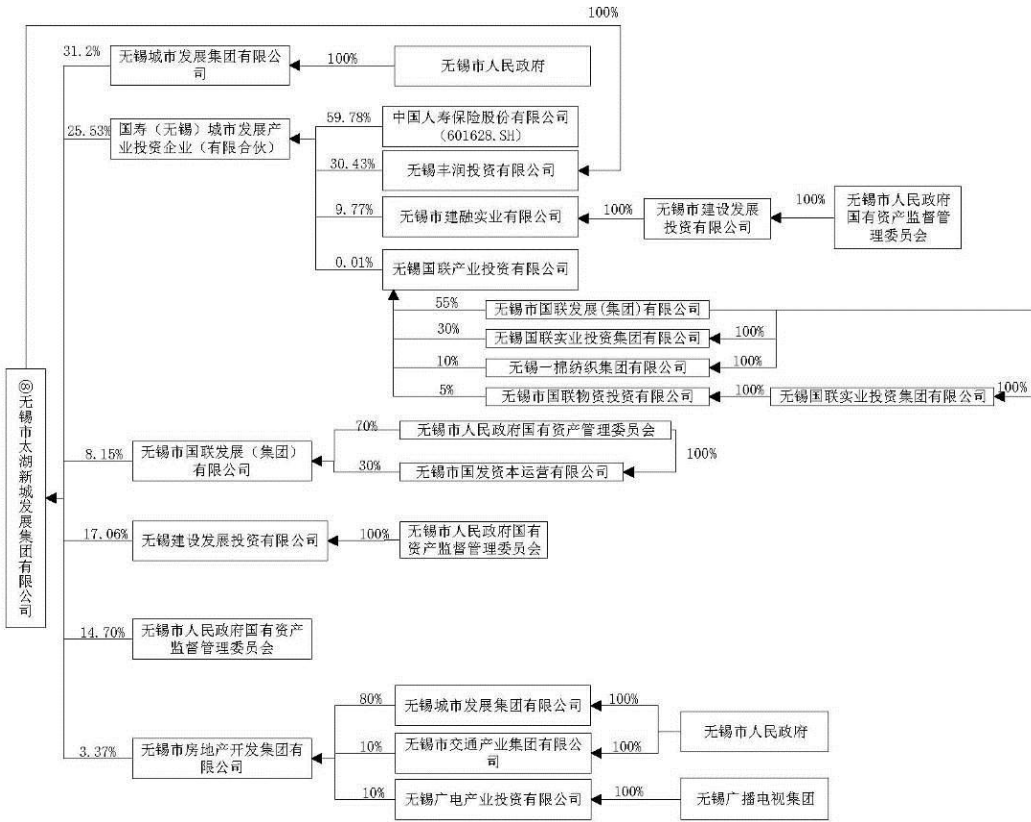 100%
31.2%
无锡城市发展集团有限公
司
100%
无锡市人民政府
25.53%
国寿（无锡）城市发展产
业投资企业（有限合伙）
59.78%
中国人寿保险股份有限公司
（601628.SH）
30.43%
无锡丰润投资有限公司
9.77%
无锡市建融实业有限公司
100%
无锡市建设发展
投资有限公司
100%
无锡市人民政府
国有资产监督管
理委员会
0.01%
无锡国联产业投资有限公司
55%
无锡市国联发展(集团)有限公司
30%
无锡国联实业投资集团有限公司
100%
10%
无锡一棉纺织集团有限公司
100%
5%
无锡市国联物资投资有限公司
100%
无锡国联实业投资集团有限公司
100%
⑧无锡市太湖新城发展集团有限公司
8.15%
无锡市国联发展（集团）
有限公司
70%
无锡市人民政府国有资产管理委员会
30%
无锡市国发资本运营有限公司
100%
17.06%
无锡建设发展投资有限公司
100%
无锡市人民政府国有
资产监督管理委员会
14.70%
无锡市人民政府国有资产
监督管理委员会
3.37%
无锡市房地产开发集团有
限公司
80%
无锡城市发展集团有限公司
100%
10%
无锡市交通产业集团有限公
司
100%
无锡市人民政府
10%
无锡广电产业投资有限公司
100%
无锡广播电视集团